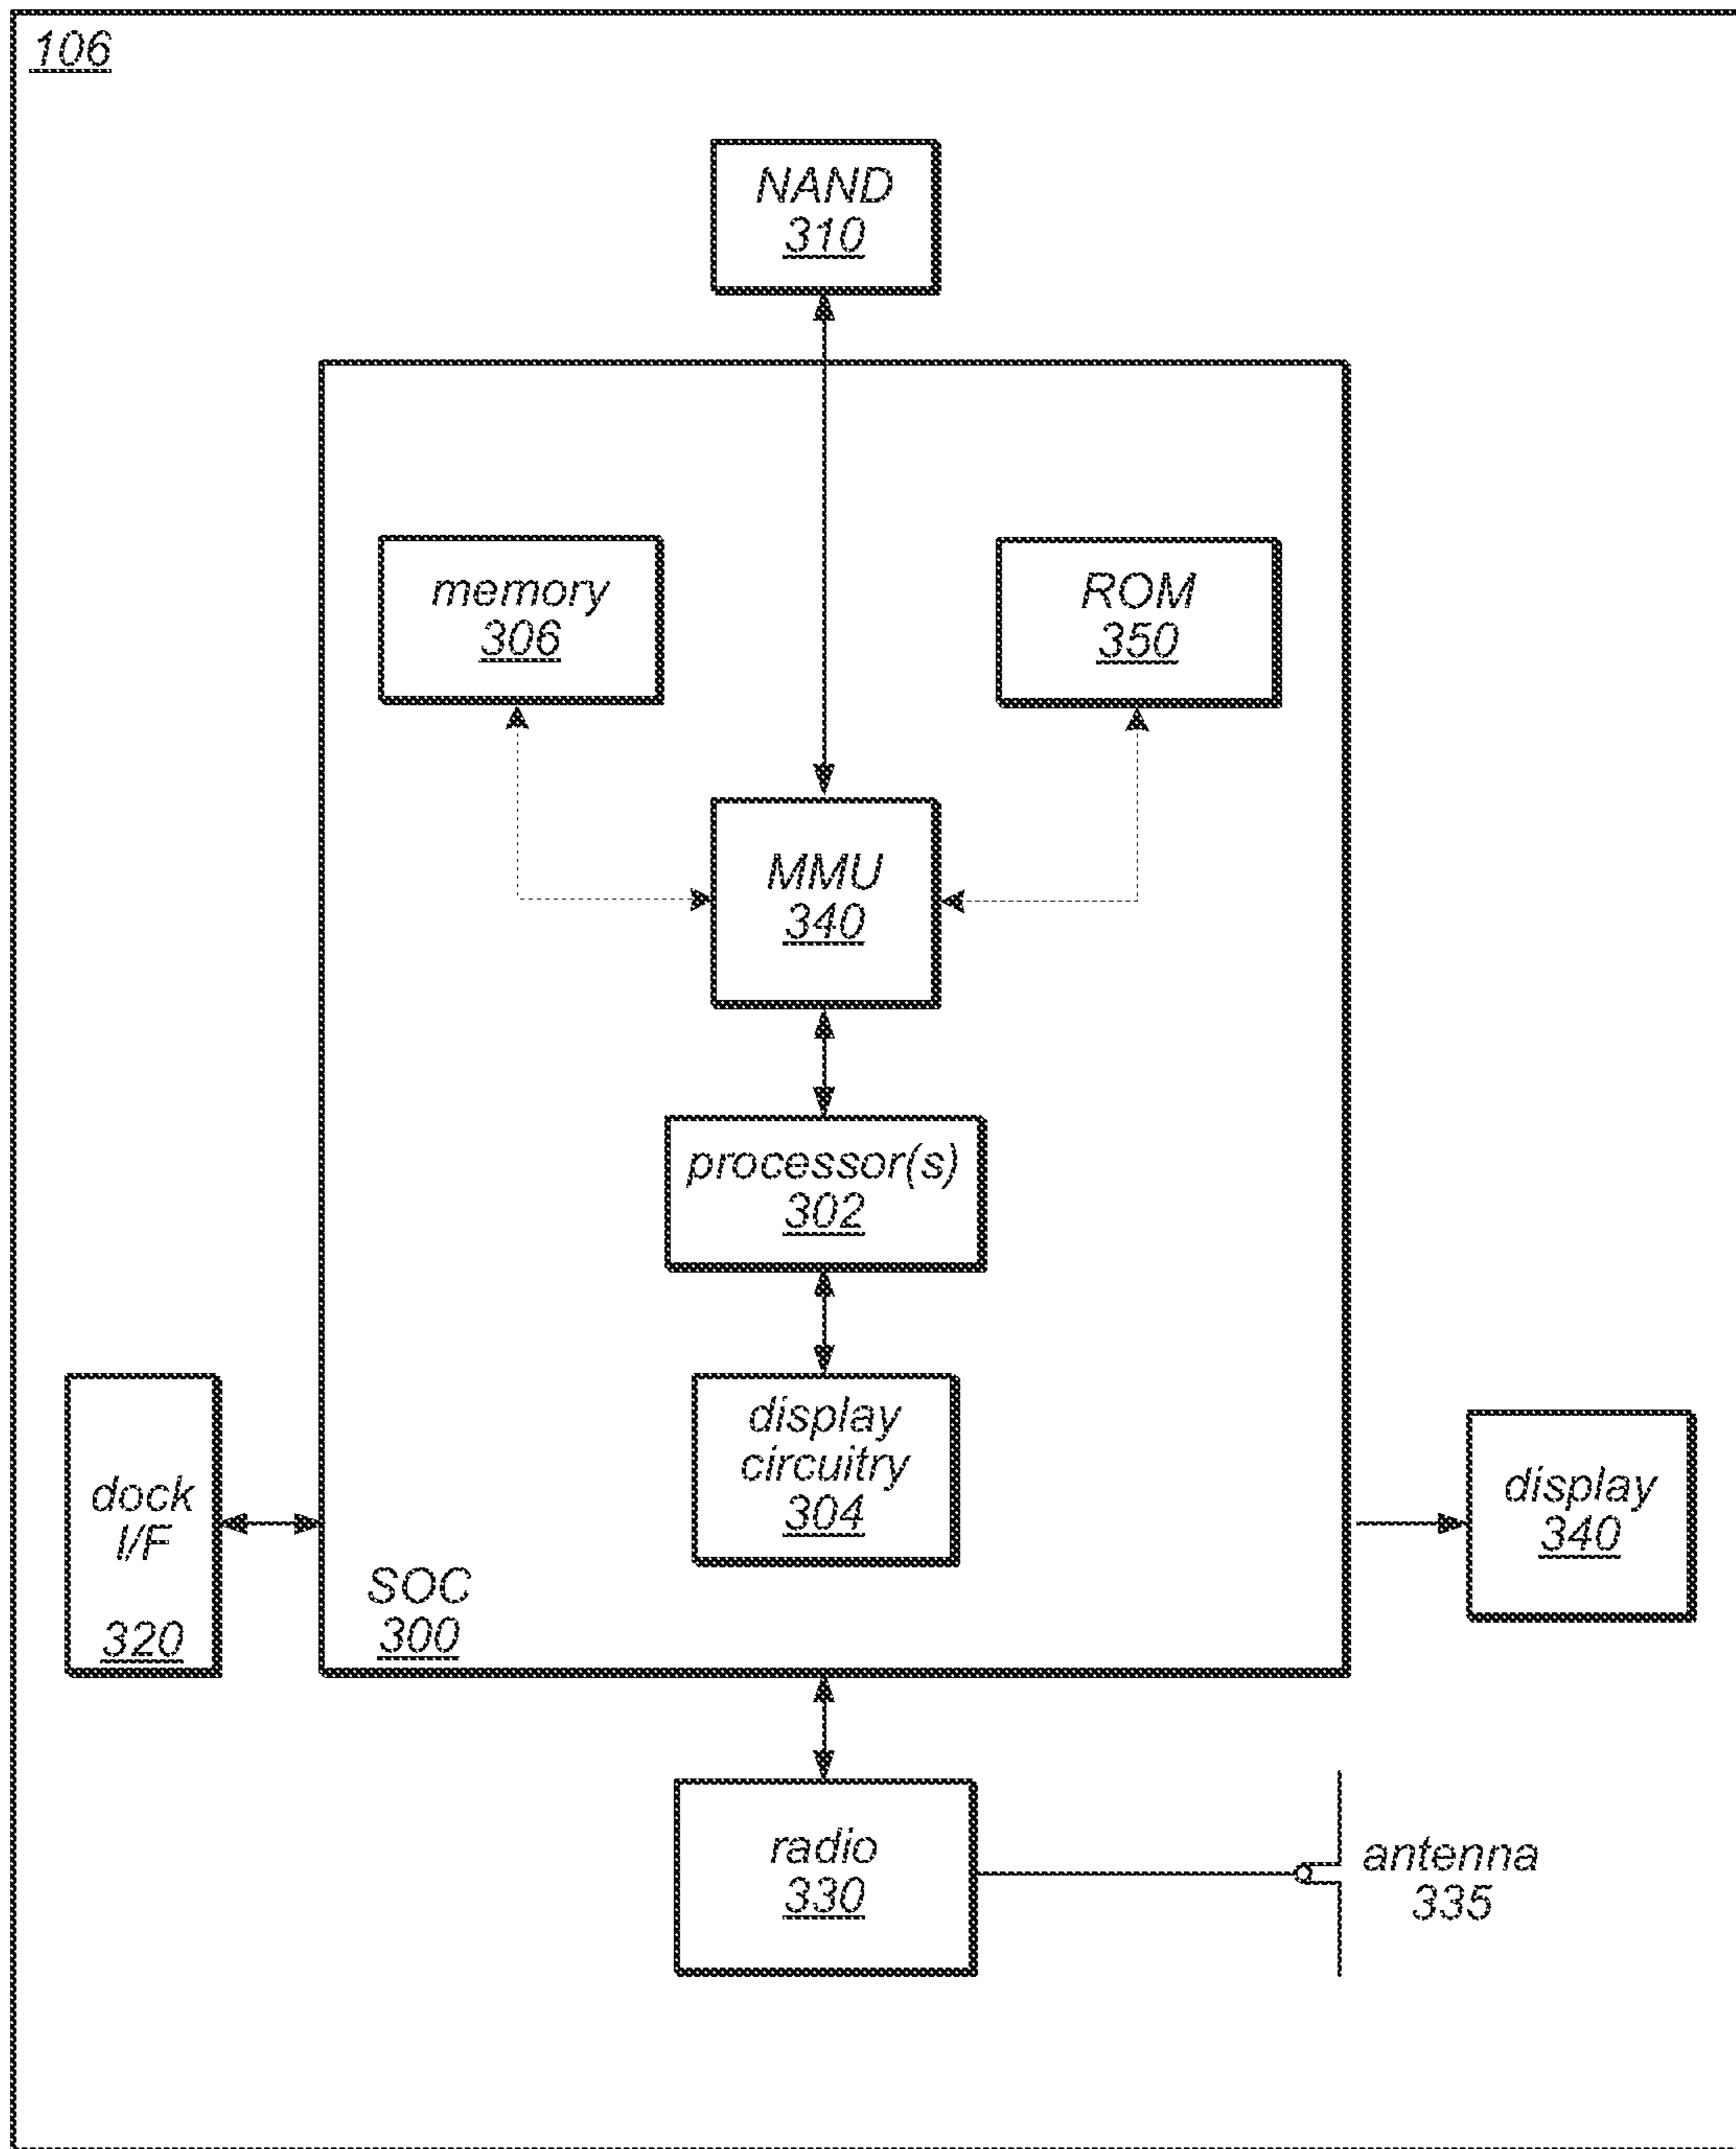 106
NAND
310
memory
306
ROM
350
MMU
340
processor(s)
302
display
circuitry
304
dock
I/F
320
SOC
300
display
340
radio
330
antenna
335